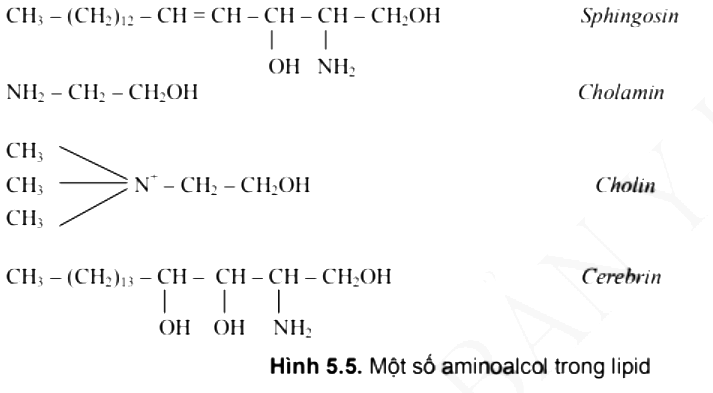 CH₃ – (CH₂)₁₂ – CH = CH – CH – CH – CH₂OH Sphingosin
OH NH₂
NH₂ – CH₂ – CH₂OH Cholamin
CH₃
CH₃ N⁺ – CH₂ – CH₂OH Cholin
CH₃
CH₃ – (CH₂)₁₃ – CH – CH – CH – CH₂OH Cerebrin
OH OH NH₂
Hình 5.5. Một số aminoalcol trong lipid
BẢN Y